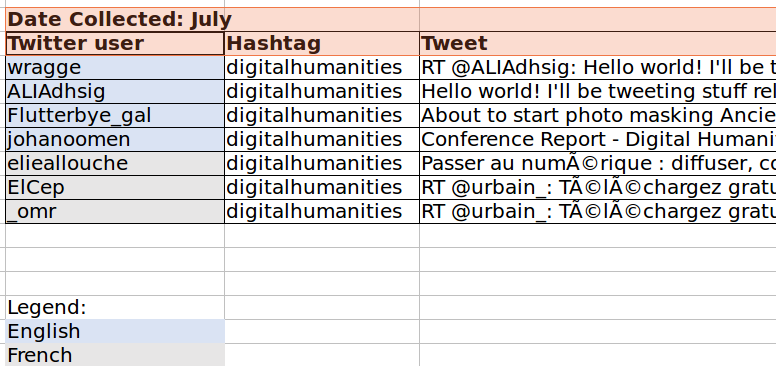 Date Collected: July
Twitter user Hashtag Tweet
wragge digitalhumanities RT @ALIAdhsig: Hello world! I'll be t
ALIAdhsig digitalhumanities Hello world! I'll be tweeting stuff rel
Flutterbye_gal digitalhumanities About to start photo masking Ancie
johanoomen digitalhumanities Conference Report - Digital Humani
elieallouche digitalhumanities Passer au numÃ©rique : diffuser, co
ElCep digitalhumanities RT @urbain_: TÃ©lÃ©chargez gratu
_omr digitalhumanities RT @urbain_: TÃ©lÃ©chargez gratu
Legend:
English
French